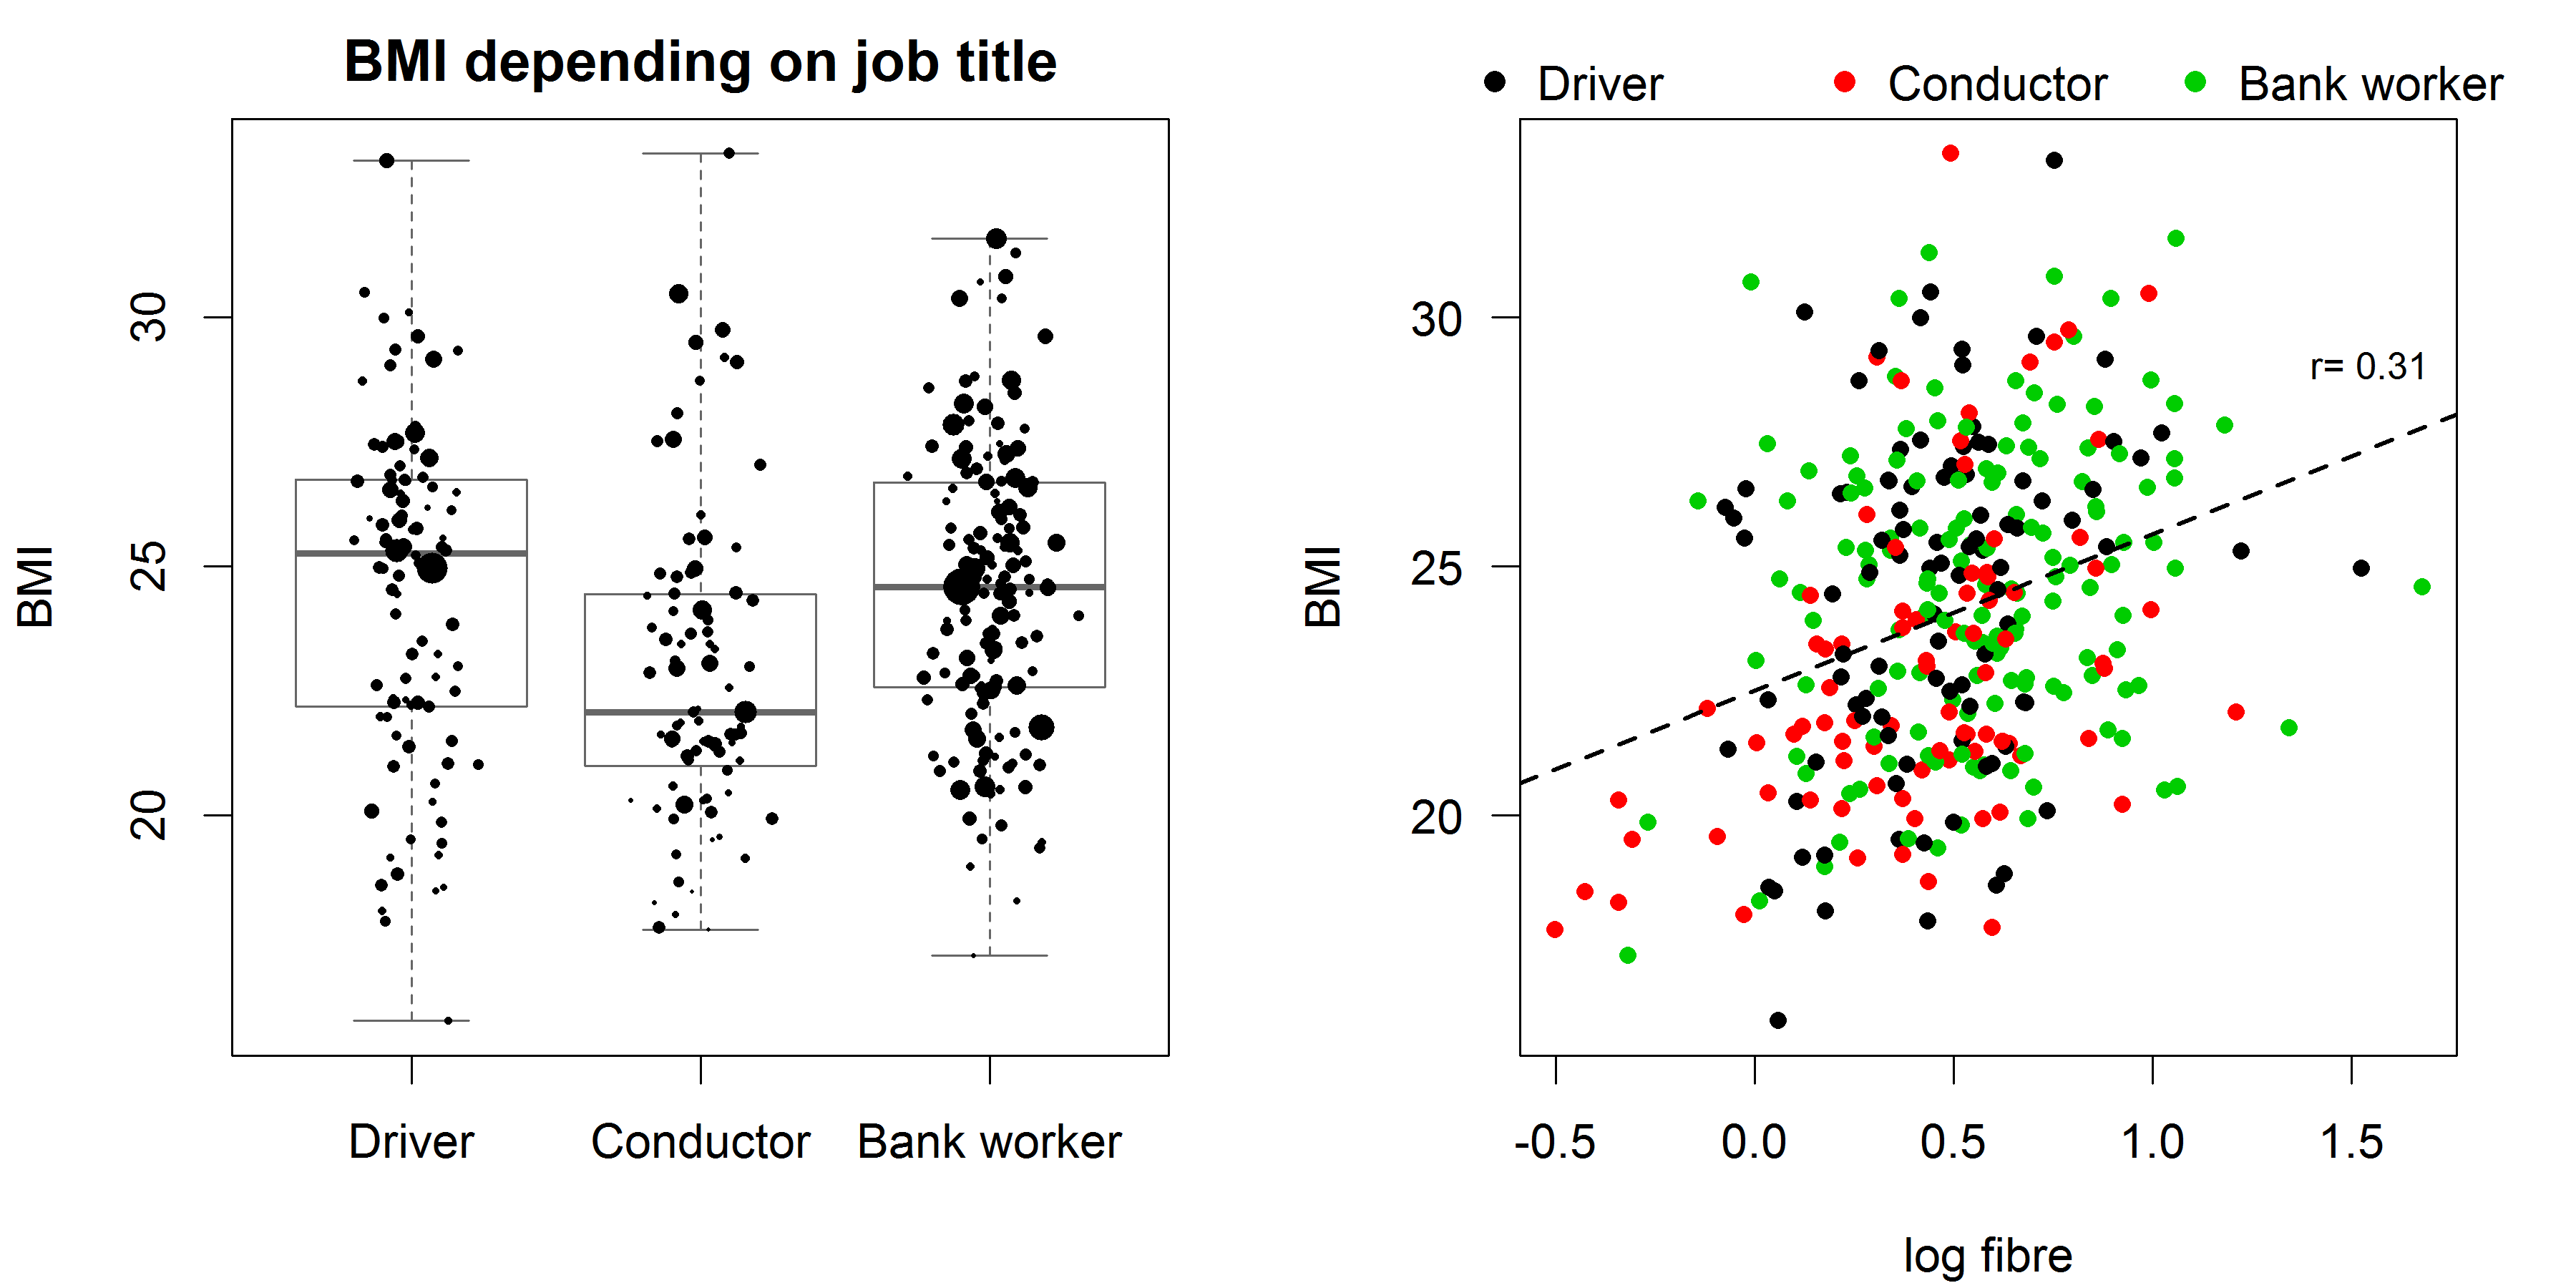 BMI depending on job title
BMI
30
25
20
Driver Conductor Bank worker
Driver Conductor Bank worker
BMI
30
25
20
r= 0.31
-0.5 0.0 0.5 1.0 1.5
log fibre